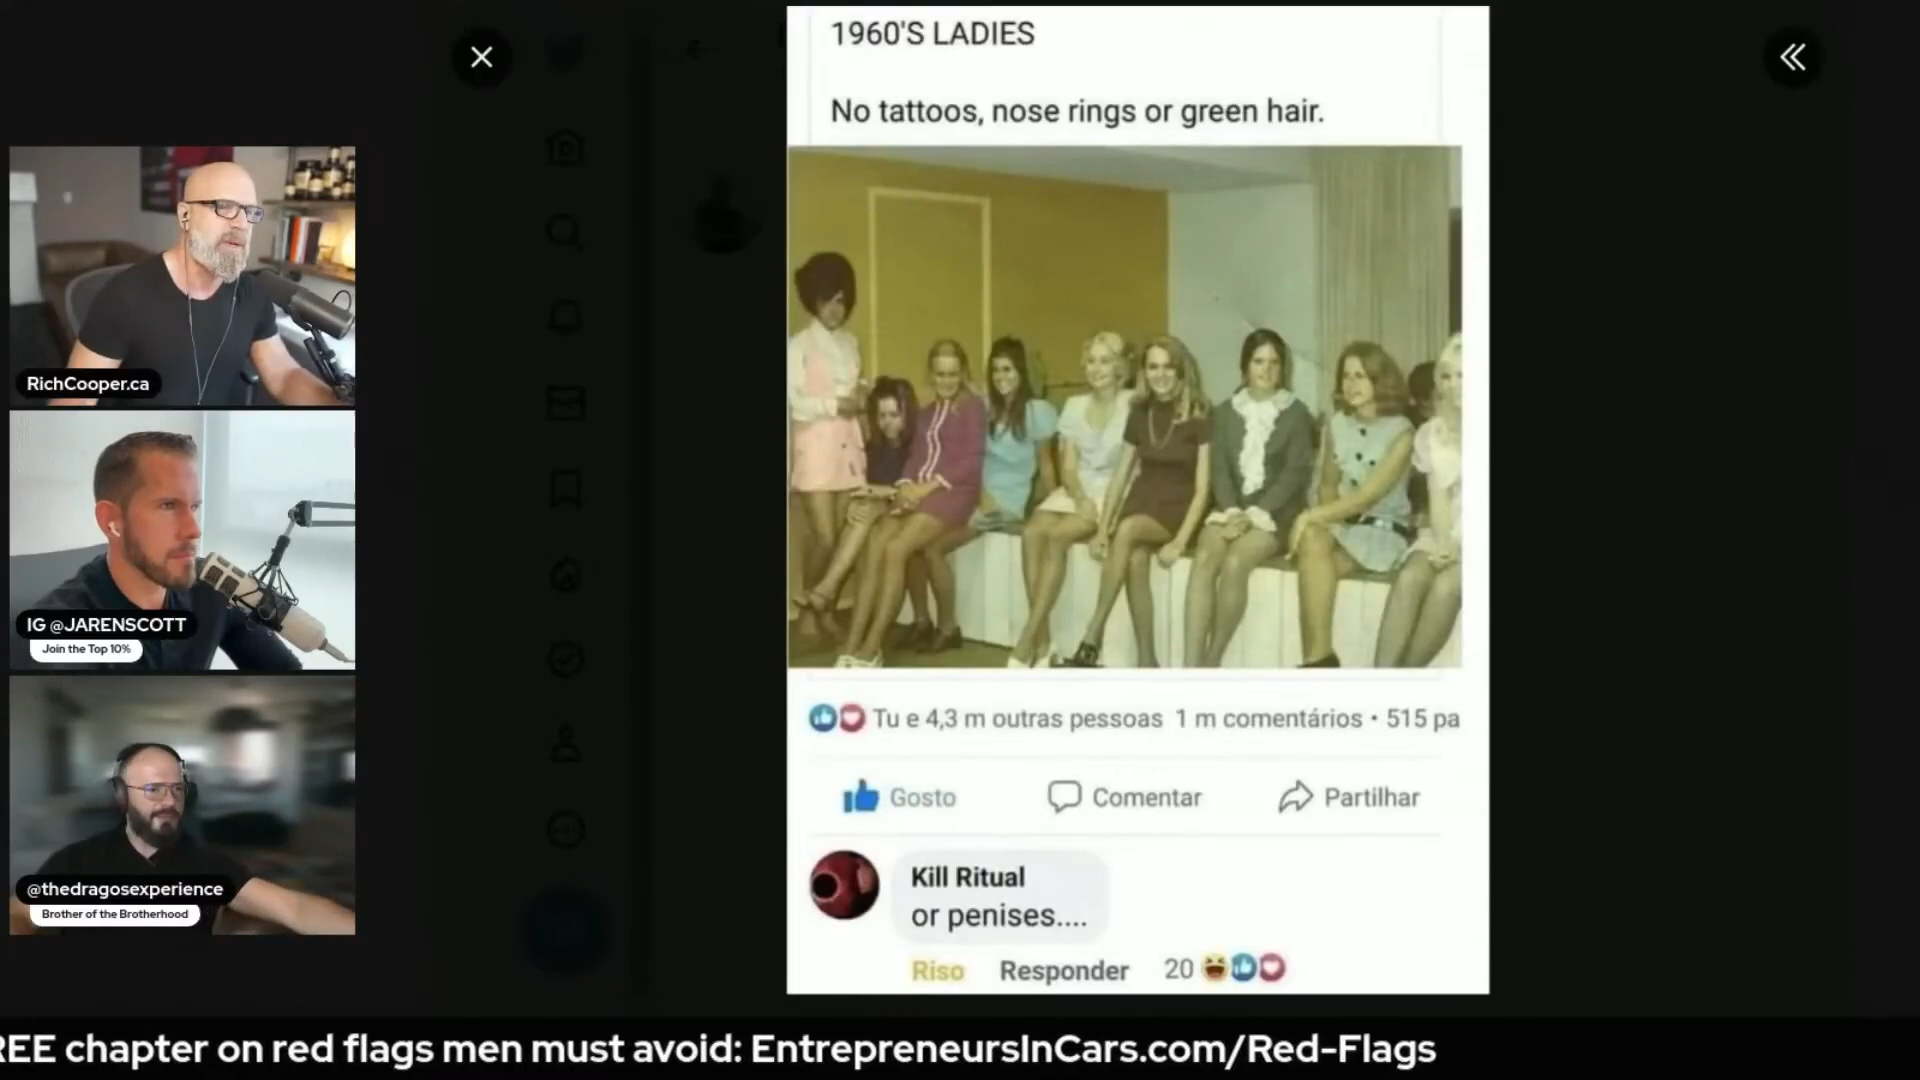 1960'S LADIES
No tattoos, nose rings or green hair.
RichCooper.ca
IG @JARENSCOTT
Join the Top 10%
@thedragosexperience
Brother of the Brotherhood
Tu e 4,3 m outras pessoas 1 m comentários • 515 pa
Gosto Comentar Partilhar
Kill Ritual
or penises....
Riso Responder 20
REE chapter on red flags men must avoid: EntrepreneursInCars.com/Red-Flags